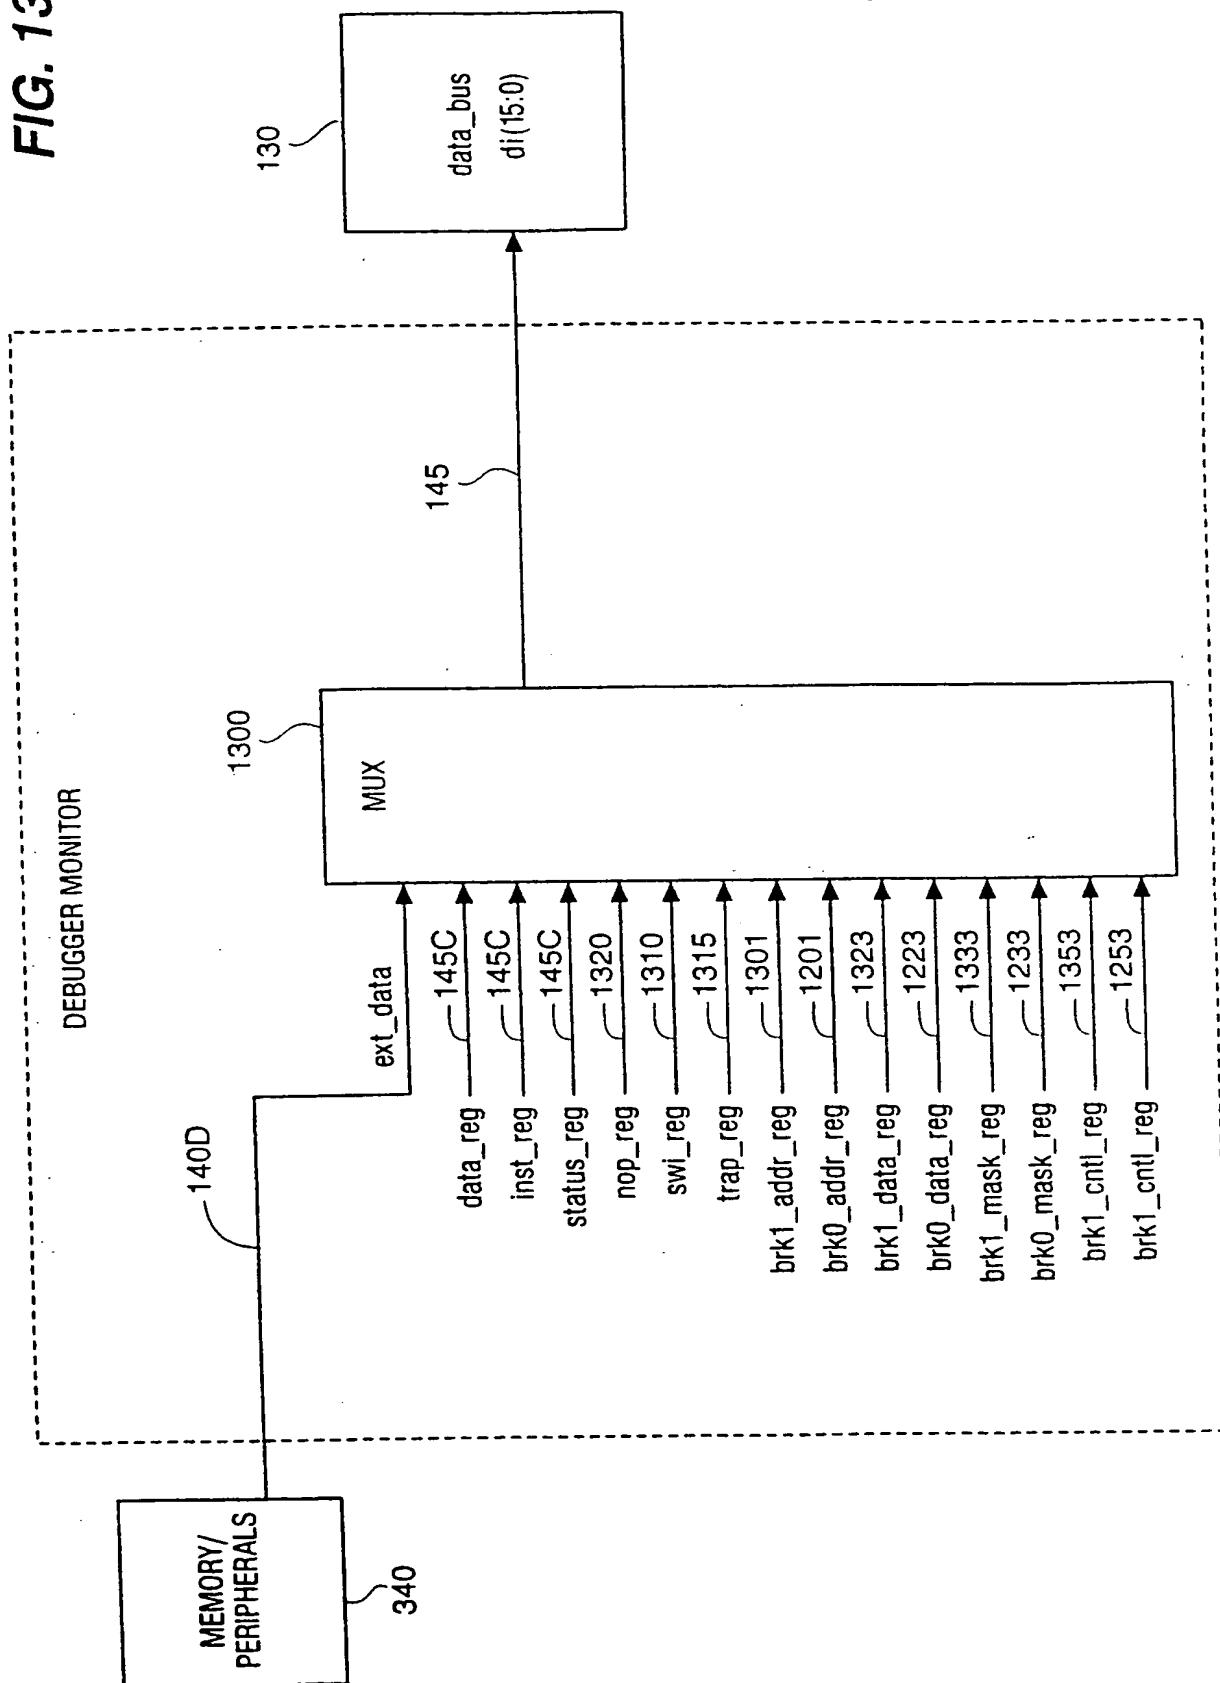 FIG. 13
DEBUGGER MONITOR
MEMORY/
PERIPHERALS
340
140D
ext_data
1300
MUX
145
130
data_bus
di(15:0)
data_reg 145C
inst_reg 145C
status_reg 145C
nop_reg 1320
swi_reg 1310
trap_reg 1315
brk1_addr_reg 1301
brk0_addr_reg 1201
brk1_data_reg 1323
brk0_data_reg 1223
brk1_mask_reg 1333
brk0_mask_reg 1233
brk1_cntl_reg 1353
brk1_cntl_reg 1253